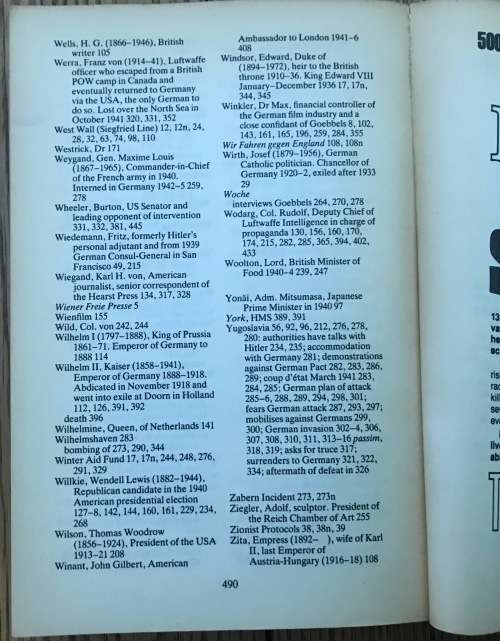 Wells, H. G. (1866–1946), British
writer 105
Werra, Franz von (1914–41), Luftwaffe
officer who escaped from a British
POW camp in Canada and
eventually returned to Germany
via the USA, the only German to
do so. Lost over the North Sea in
October 1941 320, 331, 352
West Wall (Siegfried Line) 12, 12n, 24,
28, 32, 63, 74, 98, 110
Westrick, Dr 171
Weygand, Gen. Maxime Louis
(1867–1965), Commander-in-Chief
of the French army in 1940.
Interned in Germany 1942–5 259,
278
Wheeler, Burton, US Senator and
leading opponent of intervention
331, 332, 381, 445
Wiedemann, Fritz, formerly Hitler's
personal adjutant and from 1939
German Consul-General in San
Francisco 49, 215
Wiegand, Karl H. von, American
journalist, senior correspondent of
the Hearst Press 134, 317, 328
Wiener Freie Presse 5
Wienfilm 155
Wild, Col. von 242, 244
Wilhelm I (1797–1888), King of Prussia
1861–71. Emperor of Germany to
1888 114
Wilhelm II, Kaiser (1858–1941),
Emperor of Germany 1888–1918.
Abdicated in November 1918 and
went into exile at Doorn in Holland
112, 126, 391, 392
death 396
Wilhelmine, Queen, of Netherlands 141
Wilhelmshaven 283
bombing of 273, 290, 344
Winter Aid Fund 17, 17n, 244, 248, 276,
291, 329
Willkie, Wendell Lewis (1882–1944),
Republican candidate in the 1940
American presidential election
127–8, 142, 144, 160, 161, 229, 234,
268
Wilson, Thomas Woodrow
(1856–1924), President of the USA
1913–21 208
Winant, John Gilbert, American
Ambassador to London 1941–6
408
Windsor, Edward, Duke of
(1894–1972), heir to the British
throne 1910–36. King Edward VIII
January–December 1936 17, 17n,
344, 345
Winkler, Dr Max, financial controller of
the German film industry and a
close confidant of Goebbels 8, 102,
143, 161, 165, 196, 259, 284, 355
Wir Fahren gegen England 108, 108n
Wirth, Josef (1879–1956), German
Catholic politician. Chancellor of
Germany 1920–2, exiled after 1933
29
Woche
interviews Goebbels 264, 270, 278
Wodarg, Col. Rudolf, Deputy Chief of
Luftwaffe Intelligence in charge of
propaganda 130, 156, 160, 170,
174, 215, 282, 285, 365, 394, 402,
433
Woolton, Lord, British Minister of
Food 1940–4 239, 247
Yonái, Adm. Mitsumasa, Japanese
Prime Minister in 1940 97
York, HMS 389, 391
Yugoslavia 56, 92, 96, 212, 276, 278,
280: authorities have talks with
Hitler 234, 235; accommodation
with Germany 281; demonstrations
against German Pact 282, 283, 286,
289; coup d'état March 1941 283,
284, 285; German plan of attack
285–6, 288, 289, 294, 298, 301;
fears German attack 287, 293, 297;
mobilises against Germans 299,
300; German invasion 302–4, 306,
307, 308, 310, 311, 313–16 passim,
318, 319; asks for truce 317;
surrenders to Germany 321, 322,
334; aftermath of defeat in 326
Zabern Incident 273, 273n
Ziegler, Adolf, sculptor. President of
the Reich Chamber of Art 255
Zionist Protocols 38, 38n, 39
Zita, Empress (1892– ), wife of Karl
II, last Emperor of
Austria-Hungary (1916–18) 108
490
500